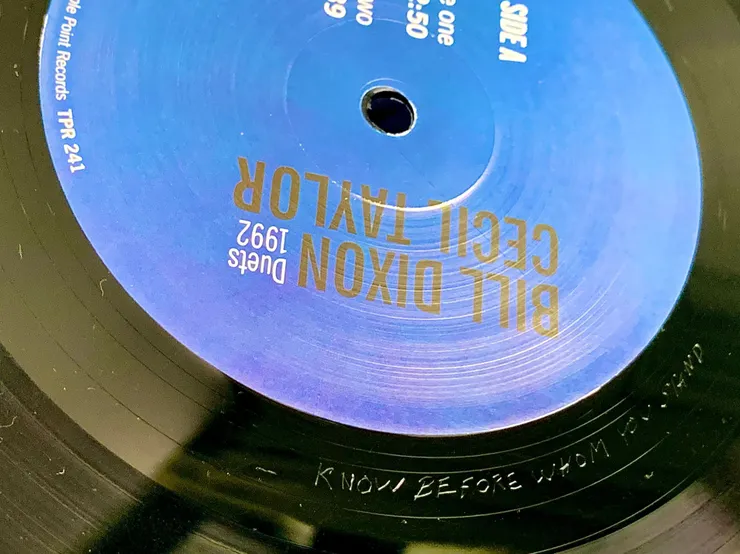 SIDE A
e one
2:50
wo
39
BILL DIXON
CECIL TAYLOR
Duets
1992
ple Point Records TPR 241
KNOW BEFORE WHOM YOU STAND